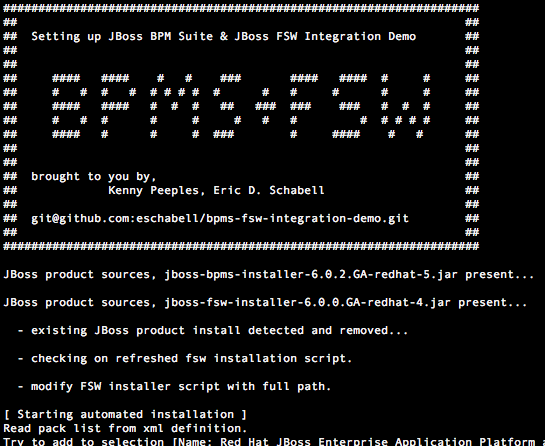 #################################################################
##                                                             ##
##  Setting up JBoss BPM Suite & JBoss FSW Integration Demo    ##
##                                                             ##
##                                                             ##
##     ####  ####    #   #    ###      ####  ####  #     #     ##
##     #   # #   #  # # # #  #    #    #     #     #     #     ##
##     ####  ####   #  #  #   ##  ###  ###    ###  #  #  #     ##
##     #   # #      #     #     #  #   #        #  # # # #     ##
##     ####  #      #     #  ###       #     ####   #   #      ##
##                                                             ##
##                                                             ##
##  brought to you by,                                         ##
##            Kenny Peeples, Eric D. Schabell                  ##
##                                                             ##
##  git@github.com:eschabell/bpms-fsw-integration-demo.git     ##
##                                                             ##
#################################################################
JBoss product sources, jboss-bpms-installer-6.0.2.GA-redhat-5.jar present...
JBoss product sources, jboss-fsw-installer-6.0.0.GA-redhat-4.jar present...
- existing JBoss product install detected and removed...
- checking on refreshed fsw installation script.
- modify FSW installer script with full path.
[ Starting automated installation ]
Read pack list from xml definition.
Try to add to selection [Name: Red Hat JBoss Enterprise Application Platform